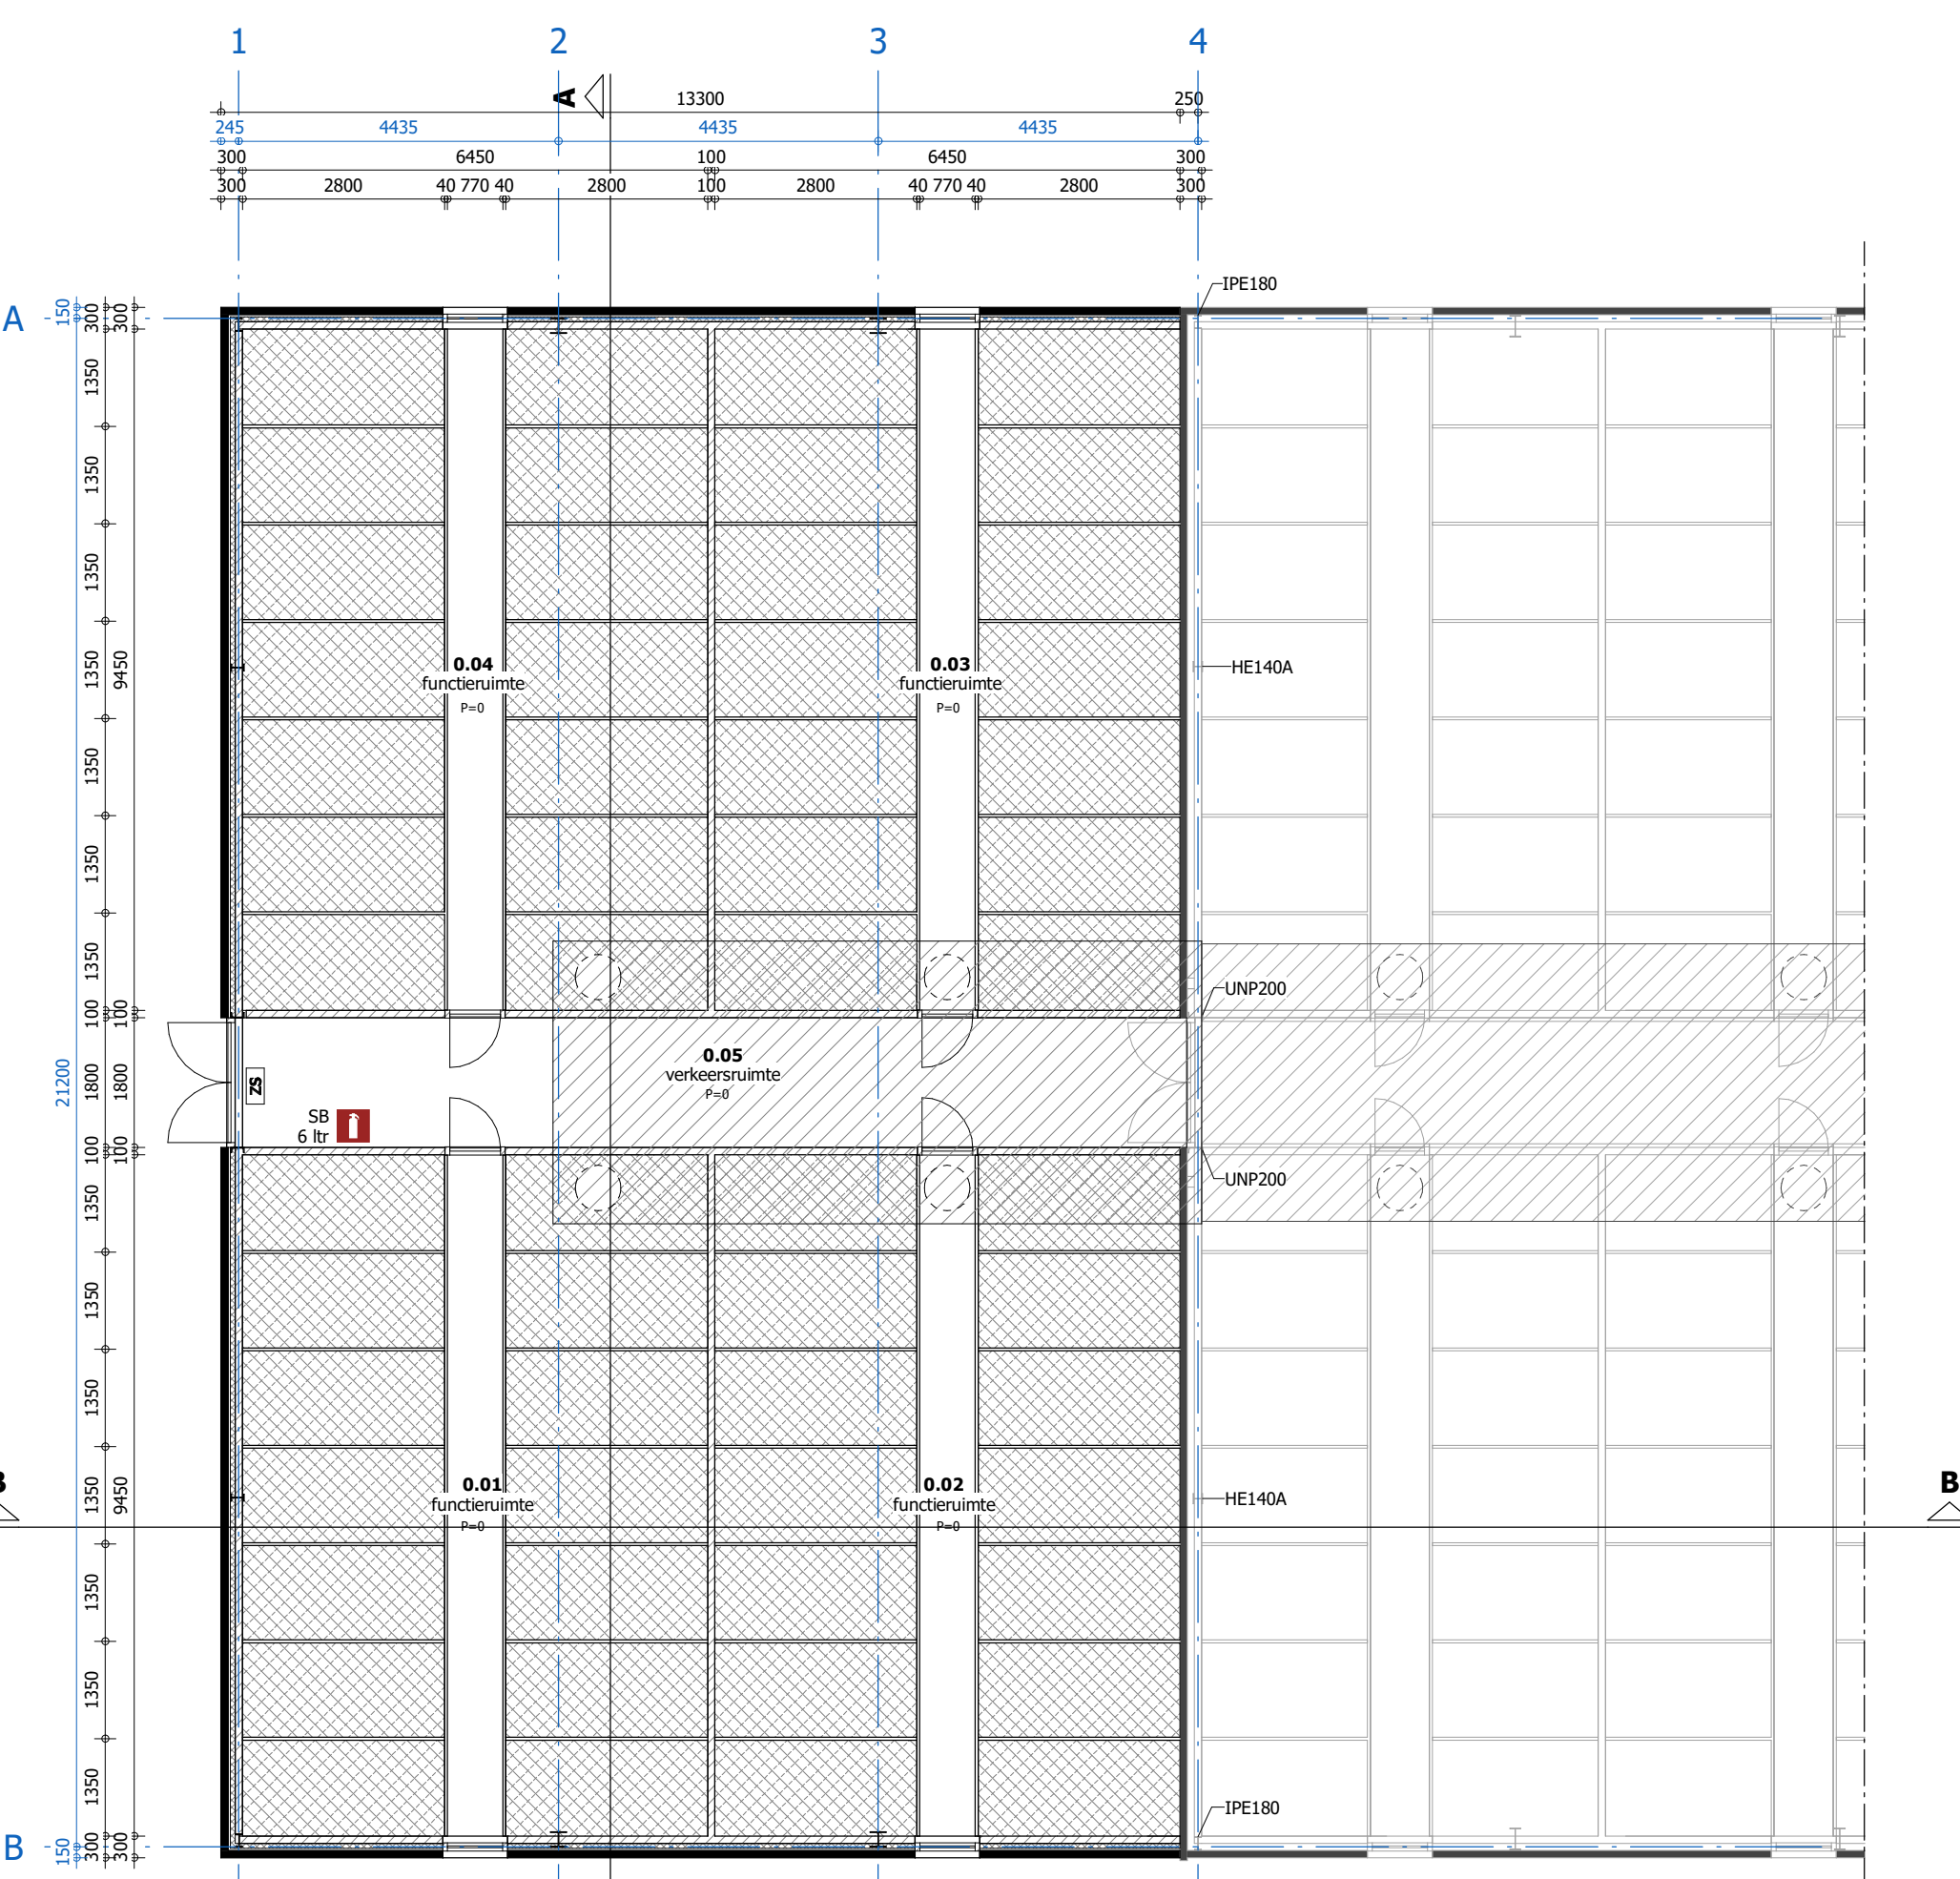 1 2 3 4
A 13300 250
245 4435 4435 4435
300 6450 100 6450 300
300 2800 40 770 40 2800 100 2800 40 770 40 2800 300
IPE180
A 150 300 300
1350
1350
1350
0.04 0.03
functieruimte functieruimte
P=0 P=0
1350 9450 HE140A
1350
1350
1350
UNP200
100 100
0.05
verkeersruimte
P=0
21200 1800 1800
ZS
SB
6 ltr
100 100
UNP200
1350
1350
1350
0.01 0.02
functieruimte functieruimte
P=0 P=0
1350 9450 HE140A
B B
1350
1350
1350
IPE180
B 150 300 300